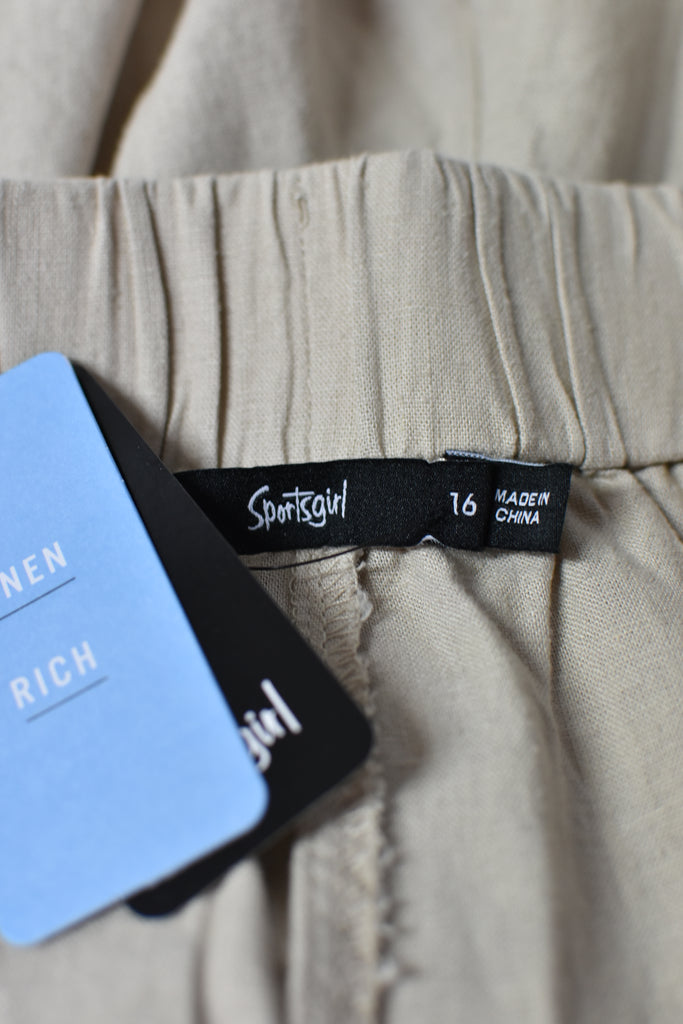 Sportsgirl
16
MADE IN
CHINA
NEN
RICH
girl